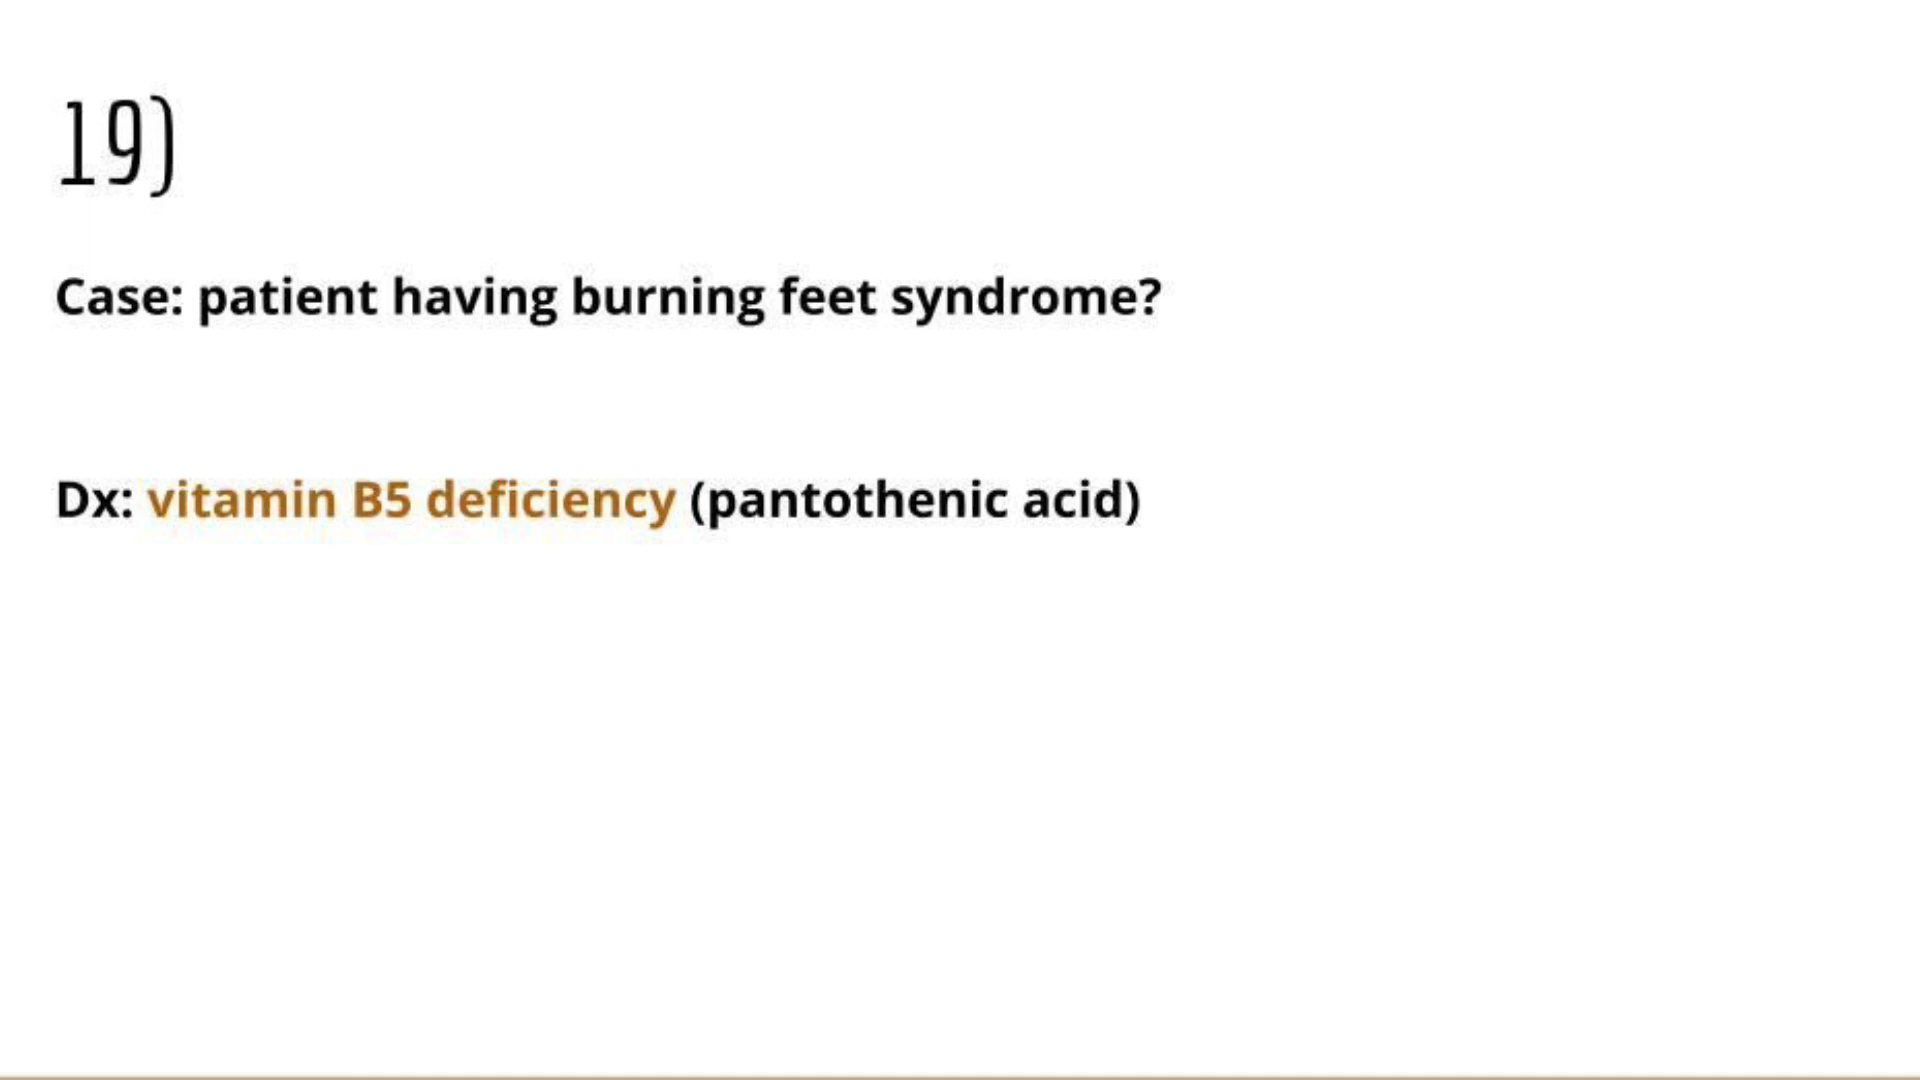 19)
Case: patient having burning feet syndrome?
Dx: vitamin B5 deficiency (pantothenic acid)